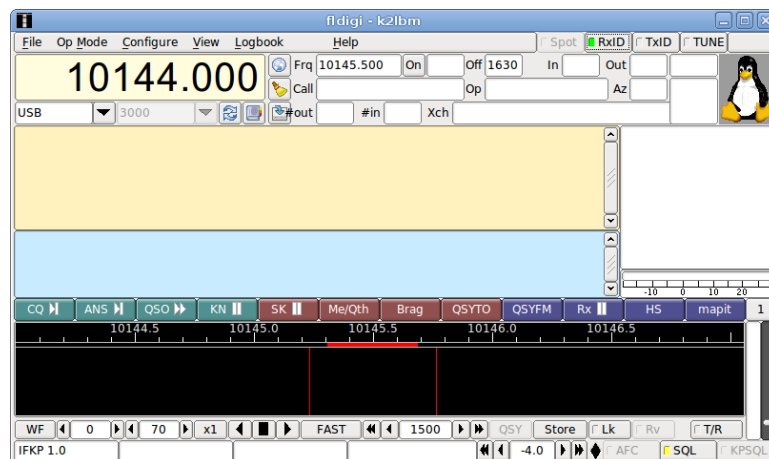 fldigi - k2lbm
File Op Mode Configure View Logbook Help Spot RxID TxID TUNE
10144.000 Frq 10145.500 On Off 1630 In Out
Call Op Az
USB 3000 #out #in Xch
-10 0 10 20
CQ ANS QSO KN SK Me/Qth Brag QSYTO QSYFM Rx HS mapit 1
10144.5 10145.0 10145.5 10146.0 10146.5
WF 0 70 x1 FAST 1500 QSY Store Lk Rv T/R
IFKP 1.0 -4.0 AFC SQL KPSQL